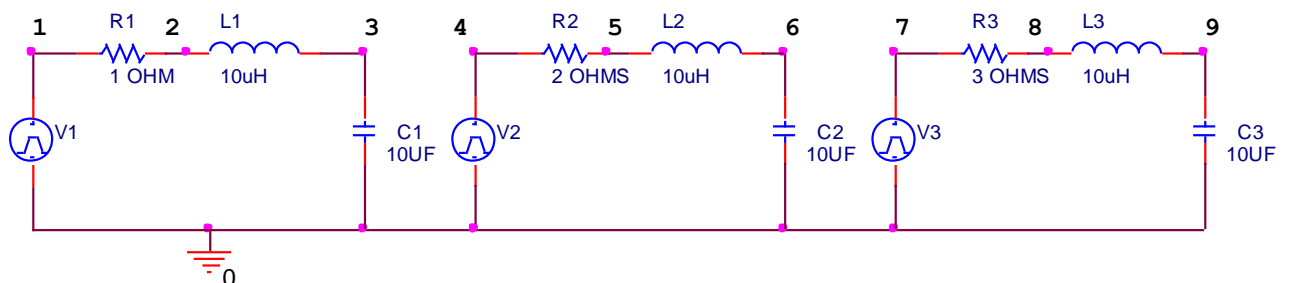 1 R1 2 L1 3 4 R2 5 L2 6 7 R3 8 L3 9
1 OHM 10uH 2 OHMS 10uH 3 OHMS 10uH
V1 C1 V2 C2 V3 C3
10UF 10UF 10UF
0